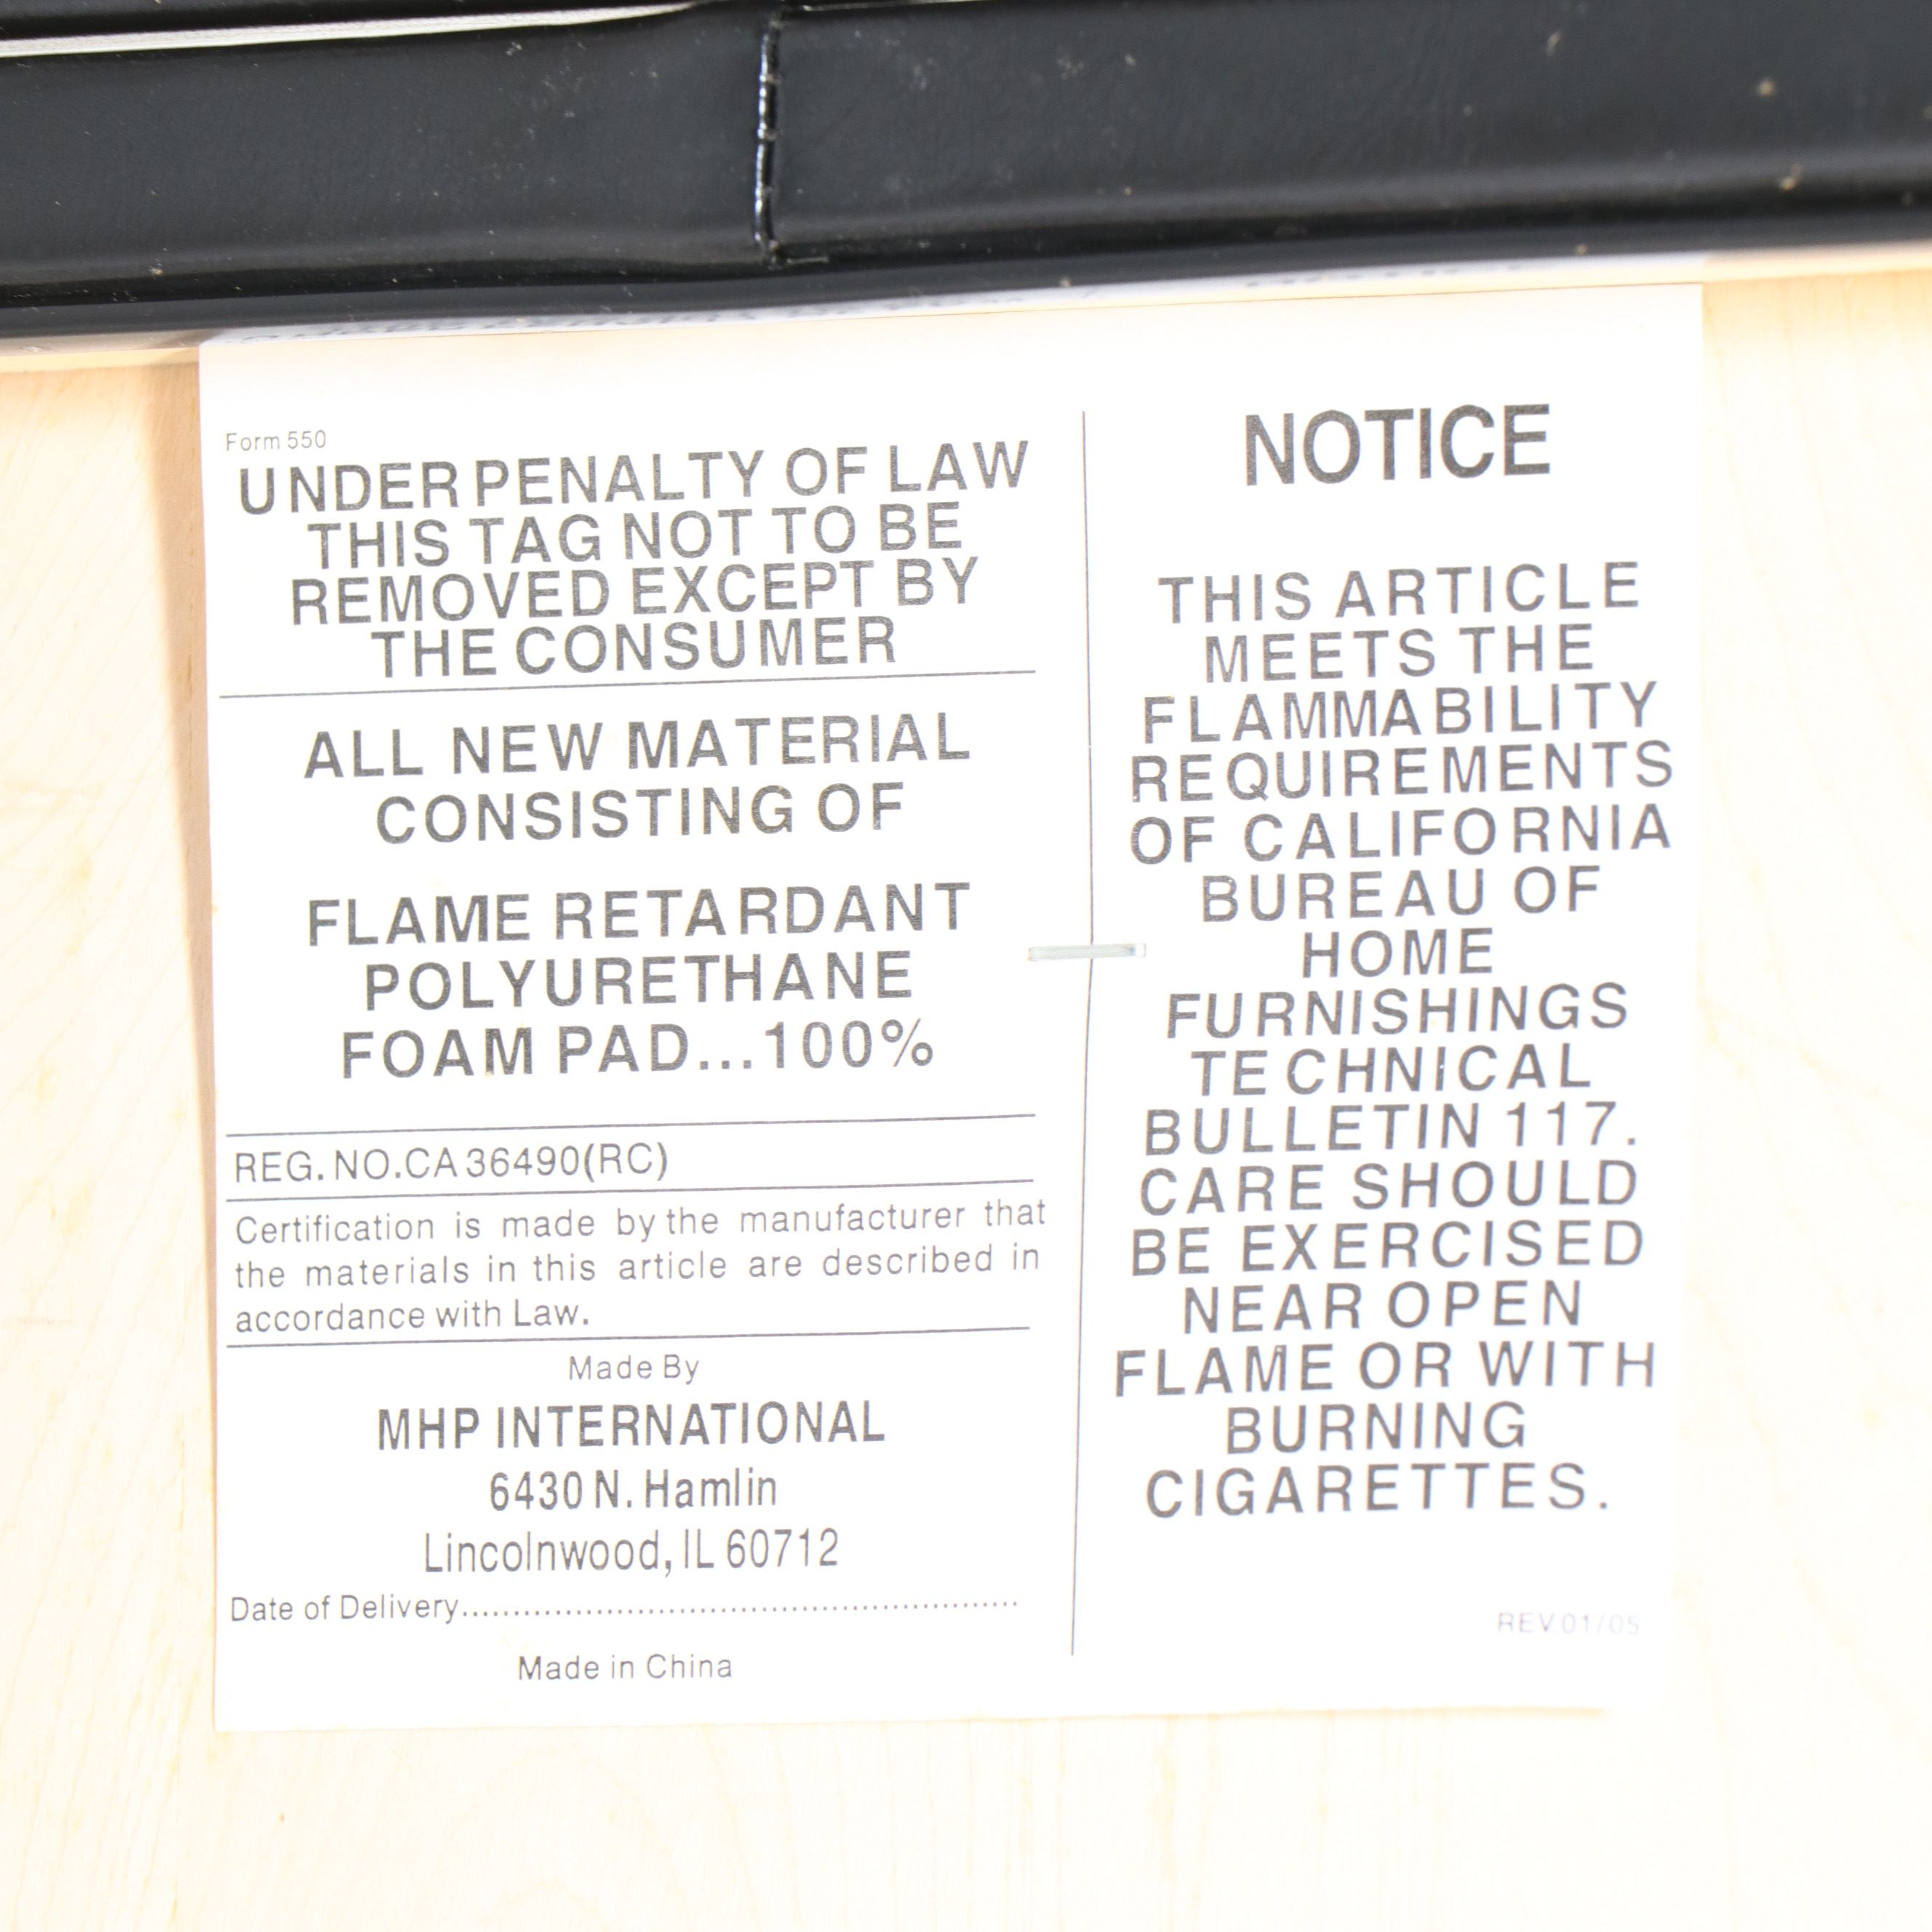 Form 550
UNDER PENALTY OF LAW
THIS TAG NOT TO BE
REMOVED EXCEPT BY
THE CONSUMER
ALL NEW MATERIAL
CONSISTING OF
FLAME RETARDANT
POLYURETHANE
FOAM PAD...100%
REG. NO.CA 36490(RC)
Certification is made by the manufacturer that
the materials in this article are described in
accordance with Law.
Made By
MHP INTERNATIONAL
6430 N. Hamlin
Lincolnwood, IL 60712
Date of Delivery......................................................
Made in China
NOTICE
THIS ARTICLE
MEETS THE
FLAMMABILITY
REQUIREMENTS
OF CALIFORNIA
BUREAU OF
HOME
FURNISHINGS
TECHNICAL
BULLETIN 117.
CARE SHOULD
BE EXERCISED
NEAR OPEN
FLAME OR WITH
BURNING
CIGARETTES.
REV.01/05